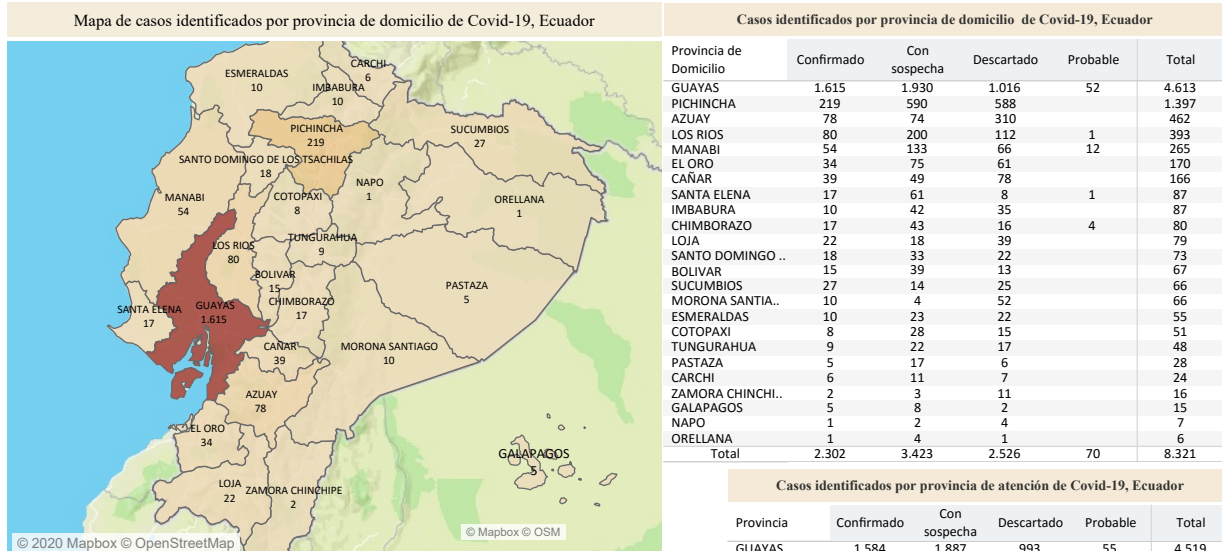 Mapa de casos identificados por provincia de domicilio de Covid-19, Ecuador
CARCHI
6
ESMERALDAS
10
IMBABURA
10
PICHINCHA
219
SUCUMBIOS
27
SANTO DOMINGO DE LOS TSACHILAS
18
NAPO
1
MANABI
54
COTOPAXI
8
ORELLANA
1
TUNGURAHUA
9
LOS RIOS
80
BOLIVAR
15
PASTAZA
5
CHIMBORAZO
17
SANTA ELENA
17
GUAYAS
1.615
CAÑAR
39
MORONA SANTIAGO
10
AZUAY
78
EL ORO
34
GALAPAGOS
5
LOJA
22
ZAMORA CHINCHIPE
2
© Mapbox © OSM
© 2020 Mapbox © OpenStreetMap
Casos identificados por provincia de domicilio de Covid-19, Ecuador
Provincia de Domicilio Confirmado Con sospecha Descartado Probable Total
GUAYAS 1.615 1.930 1.016 52 4.613
PICHINCHA 219 590 588 1.397
AZUAY 78 74 310 462
LOS RIOS 80 200 112 1 393
MANABI 54 133 66 12 265
EL ORO 34 75 61 170
CAÑAR 39 49 78 166
SANTA ELENA 17 61 8 1 87
IMBABURA 10 42 35 87
CHIMBORAZO 17 43 16 4 80
LOJA 22 18 39 79
SANTO DOMINGO .. 18 33 22 73
BOLIVAR 15 39 13 67
SUCUMBIOS 27 14 25 66
MORONA SANTIA.. 10 4 52 66
ESMERALDAS 10 23 22 55
COTOPAXI 8 28 15 51
TUNGURAHUA 9 22 17 48
PASTAZA 5 17 6 28
CARCHI 6 11 7 24
ZAMORA CHINCHI.. 2 3 11 16
GALAPAGOS 5 8 2 15
NAPO 1 2 4 7
ORELLANA 1 4 1 6
Total 2.302 3.423 2.526 70 8.321
Casos identificados por provincia de atención de Covid-19, Ecuador
Provincia Confirmado Con sospecha Descartado Probable Total
GUAYAS 1.584 1.887 993 55 4.519